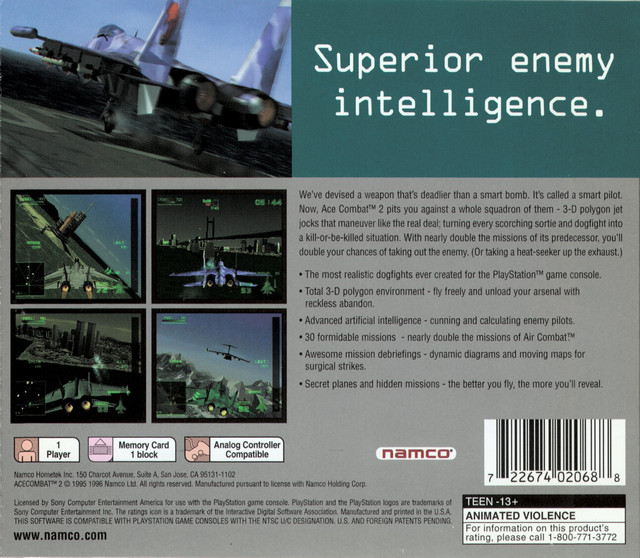 Superior enemy
intelligence.
We've devised a weapon that's deadlier than a smart bomb. It's called a smart pilot.
Now, Ace Combat™ 2 pits you against a whole squadron of them - 3-D polygon jet
jocks that maneuver like the real deal; turning every scorching sortie and dogfight into
a kill-or-be-killed situation. With nearly double the missions of its predecessor, you'll
double your chances of taking out the enemy. (Or taking a heat-seeker up the exhaust.)
• The most realistic dogfights ever created for the PlayStation™ game console.
• Total 3-D polygon environment - fly freely and unload your arsenal with
reckless abandon.
• Advanced artificial intelligence - cunning and calculating enemy pilots.
• 30 formidable missions - nearly double the missions of Air Combat™
• Awesome mission debriefings - dynamic diagrams and moving maps for
surgical strikes.
• Secret planes and hidden missions - the better you fly, the more you'll reveal.
1
Player
Memory Card
1 block
Analog Controller
Compatible
namco
Namco Hometek Inc. 150 Charcot Avenue, Suite A, San Jose, CA 95131-1102
ACECOMBAT™ 2 © 1995 1996 Namco Ltd. All rights reserved. Manufactured pursuant to license with Namco Holding Corp.
Licensed by Sony Computer Entertainment America for use with the PlayStation game console. PlayStation and the PlayStation logos are trademarks of
Sony Computer Entertainment Inc. The ratings icon is a trademark of the Interactive Digital Software Association. Manufactured and printed in the U.S.A.
THIS SOFTWARE IS COMPATIBLE WITH PLAYSTATION GAME CONSOLES WITH THE NTSC U/C DESIGNATION. U.S. AND FOREIGN PATENTS PENDING.
www.namco.com
7 22674 02068 8
TEEN -13+
ANIMATED VIOLENCE
For information on this product's
rating, please call 1-800-771-3772